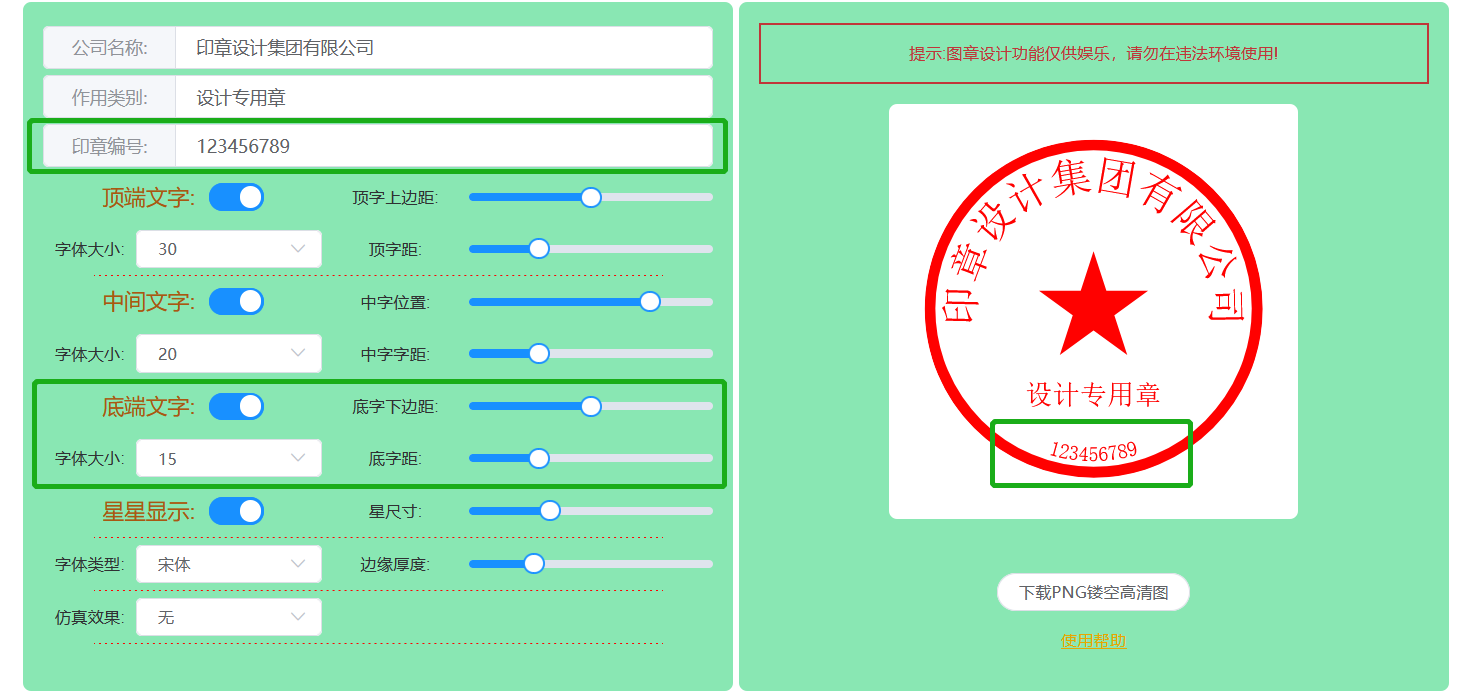 公司名称: 印章设计集团有限公司
作用类别: 设计专用章
印章编号: 123456789
顶端文字: 顶字上边距:
字体大小: 30 顶字距:
中间文字: 中字位置:
字体大小: 20 中字字距:
底端文字: 底字下边距:
字体大小: 15 底字距:
星星显示: 星尺寸:
字体类型: 宋体 边缘厚度:
仿真效果: 无
提示:图章设计功能仅供娱乐，请勿在违法环境使用!
印章设计集团有限公司
设计专用章
123456789
下载PNG镂空高清图
使用帮助